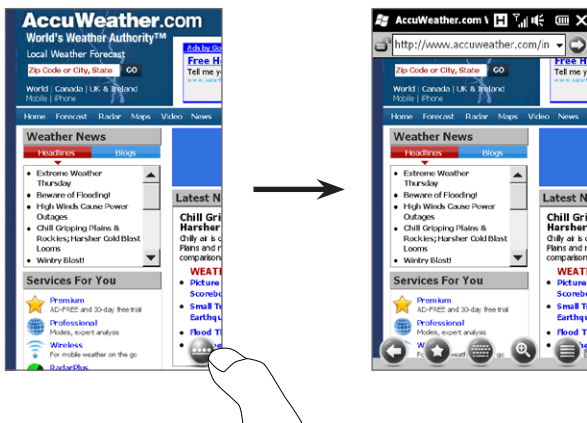 AccuWeather.com
World's Weather Authority™
Local Weather Forecast
Zip Code or City, State GO
World | Canada | UK & Ireland
Mobile | iPhone
Ads by Go
Free H
Tell me y
Home Forecast Radar Maps Video News
Weather News
Headlines Blogs
• Extreme Weather
Thursday
• Beware of Flooding!
• High Winds Cause Power
Outages
• Chill Gripping Plains &
Rockies; Harsher Cold Blast
Looms
• Wintry Blast!
Latest N
Chill Gri
Harsher
Chilly air is c
Plains and r
comparison
WEAT
• Picture
Scorebo
• Small Tr
Earthqu
• Flood T
Services For You
Premium
AD-FREE and 30-day free trial
Professional
Models, expert analysis
Wireless
For mobile weather on the go
RadarPlus
AccuWeather.com \ H
http://www.accuweather.com/in
Zip Code or City, State GO
World | Canada | UK & Ireland
Mobile | iPhone
Free H
Tell me y
Home Forecast Radar Maps Video News
Weather News
Headlines Blogs
• Extreme Weather
Thursday
• Beware of Flooding!
• High Winds Cause Power
Outages
• Chill Gripping Plains &
Rockies; Harsher Cold Blast
Looms
• Wintry Blast!
Latest N
Chill Gri
Harsher
Chilly air is c
Plains and r
comparison
WEAT
• Picture
Scorebo
• Small Tr
Earthqu
• Flood T
Services For You
Premium
AD-FREE and 30-day free trial
Professional
Models, expert analysis